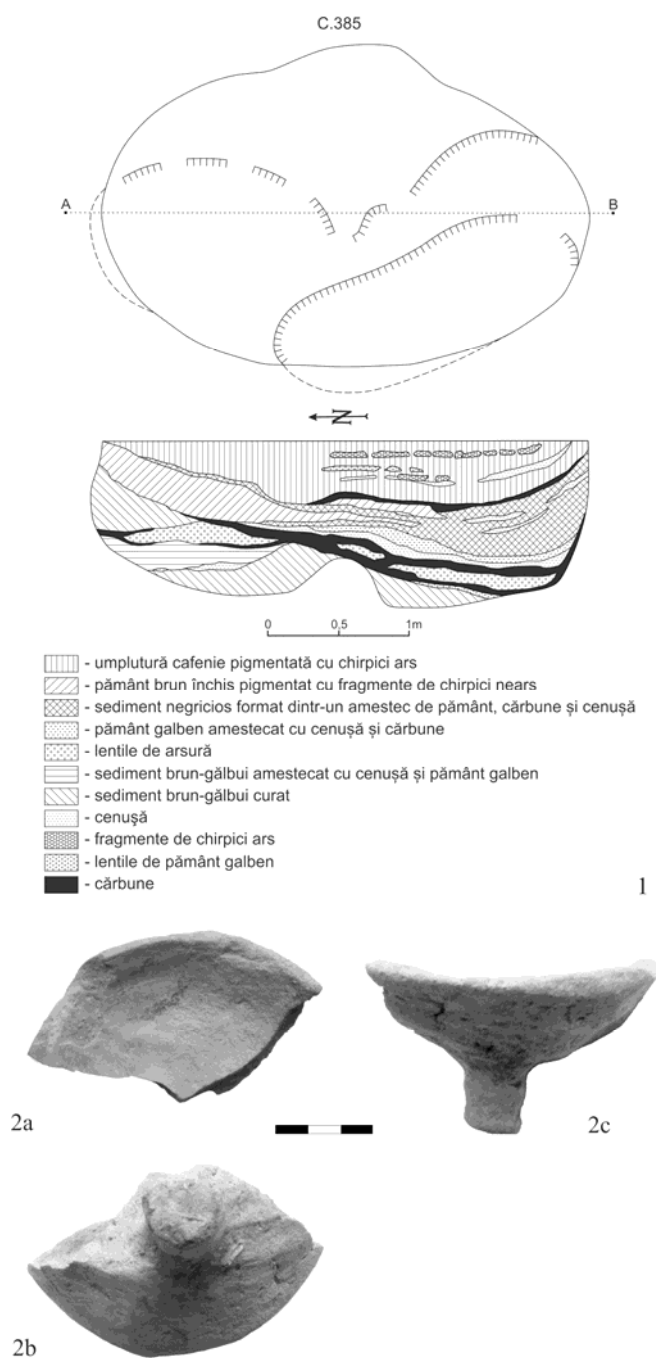 C.385
A
B
N
0 0,5 1m
- umplutură cafenie pigmentată cu chirpici ars
- pământ brun închis pigmentat cu fragmente de chirpici nears
- sediment negricios format dintr-un amestec de pământ, cărbune și cenușă
- pământ galben amestecat cu cenușă și cărbune
- lentile de arsură
- sediment brun-gălbui amestecat cu cenușă și pământ galben
- sediment brun-gălbui curat
- cenuşă
- fragmente de chirpici ars
- lentile de pământ galben
- cărbune
1
2a
2c
2b